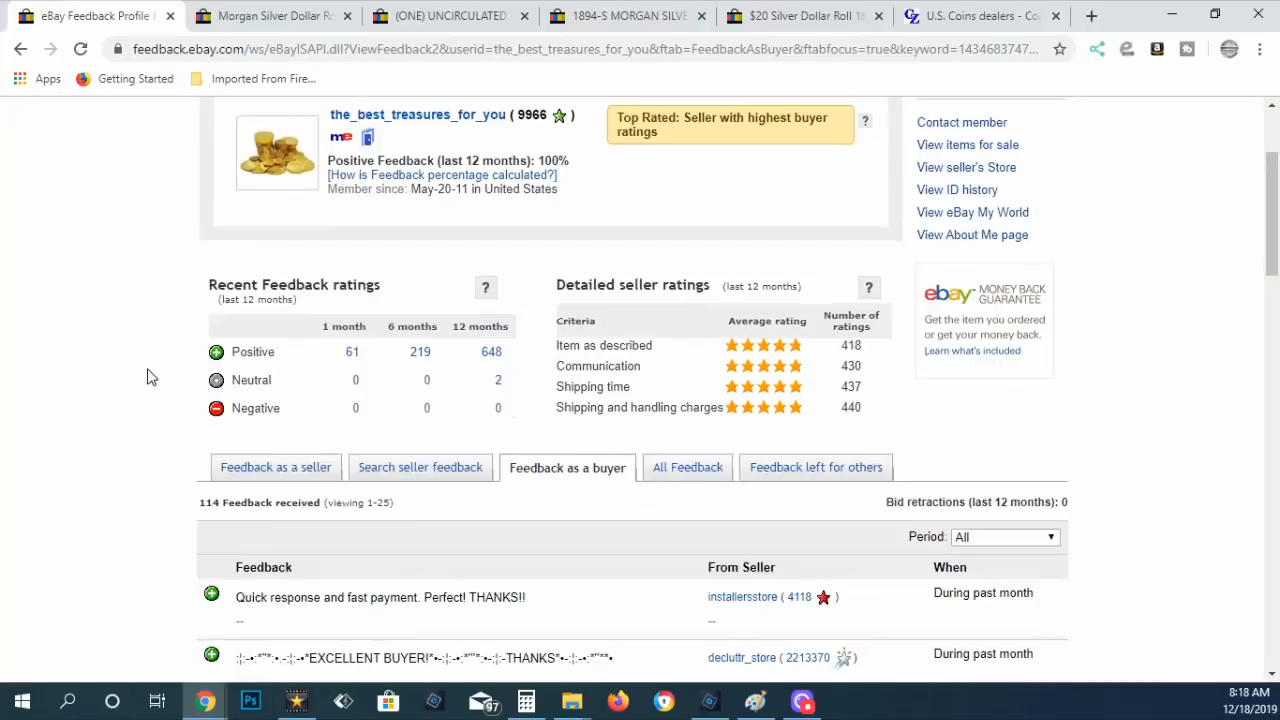 eBay Feedback Profile f
Morgan Silver Dollar Ro
(ONE) UNCIRCULATED
1894-S MORGAN SILVE
$20 Silver Dollar Roll 18
U.S. Coins dealers - Co
feedback.ebay.com/ws/eBayISAPI.dll?ViewFeedback2&userid=the_best_treasures_for_you&ftab=FeedbackAsBuyer&ftabfocus=true&keyword=1434683747...
Apps
Getting Started
Imported From Fire...
the_best_treasures_for_you ( 9966 )
me
Positive Feedback (last 12 months): 100%
[How is Feedback percentage calculated?]
Member since: May-20-11 in United States
Top Rated: Seller with highest buyer
ratings
?
Contact member
View items for sale
View seller's Store
View ID history
View eBay My World
View About Me page
ebay MONEY BACK
GUARANTEE
Get the item you ordered
or get your money back.
Learn what's included
Recent Feedback ratings
(last 12 months)
?
1 month 6 months 12 months
Positive 61 219 648
Neutral 0 0 2
Negative 0 0 0
Detailed seller ratings (last 12 months)
?
Criteria Average rating Number of
ratings
Item as described 418
Communication 430
Shipping time 437
Shipping and handling charges 440
Feedback as a seller
Search seller feedback
Feedback as a buyer
All Feedback
Feedback left for others
114 Feedback received (viewing 1-25)
Bid retractions (last 12 months): 0
Period: All
Feedback From Seller When
Quick response and fast payment. Perfect! THANKS!! installersstore ( 4118 ) During past month
-- --
:¦:-•:*'"*·•.-:¦:-•*EXCELLENT BUYER!*•-:¦:-•:*'"*·•-:¦:-THANKS*•-:¦:-•:*'"*• decluttr_store ( 2213370 ) During past month
Ps
97
8:18 AM
12/18/2019